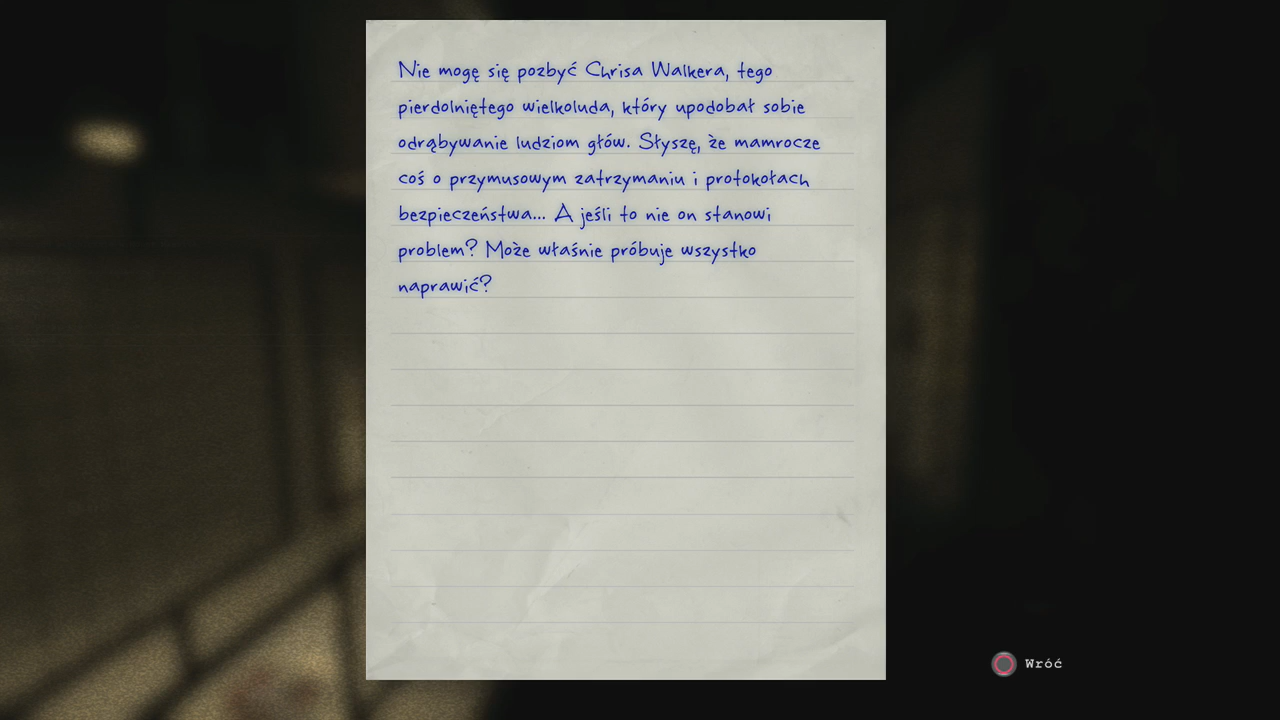 Nie mogę się pozbyć Chrisa Walkera, tego
pierdolniętego wielkoluda, który upodobał sobie
odrąbywanie ludziom głów. Słyszę, że mamrocze
coś o przymusowym zatrzymaniu i protokołach
bezpieczeństwa... A jeśli to nie on stanowi
problem? Może właśnie próbuje wszystko
naprawić?
Wróć